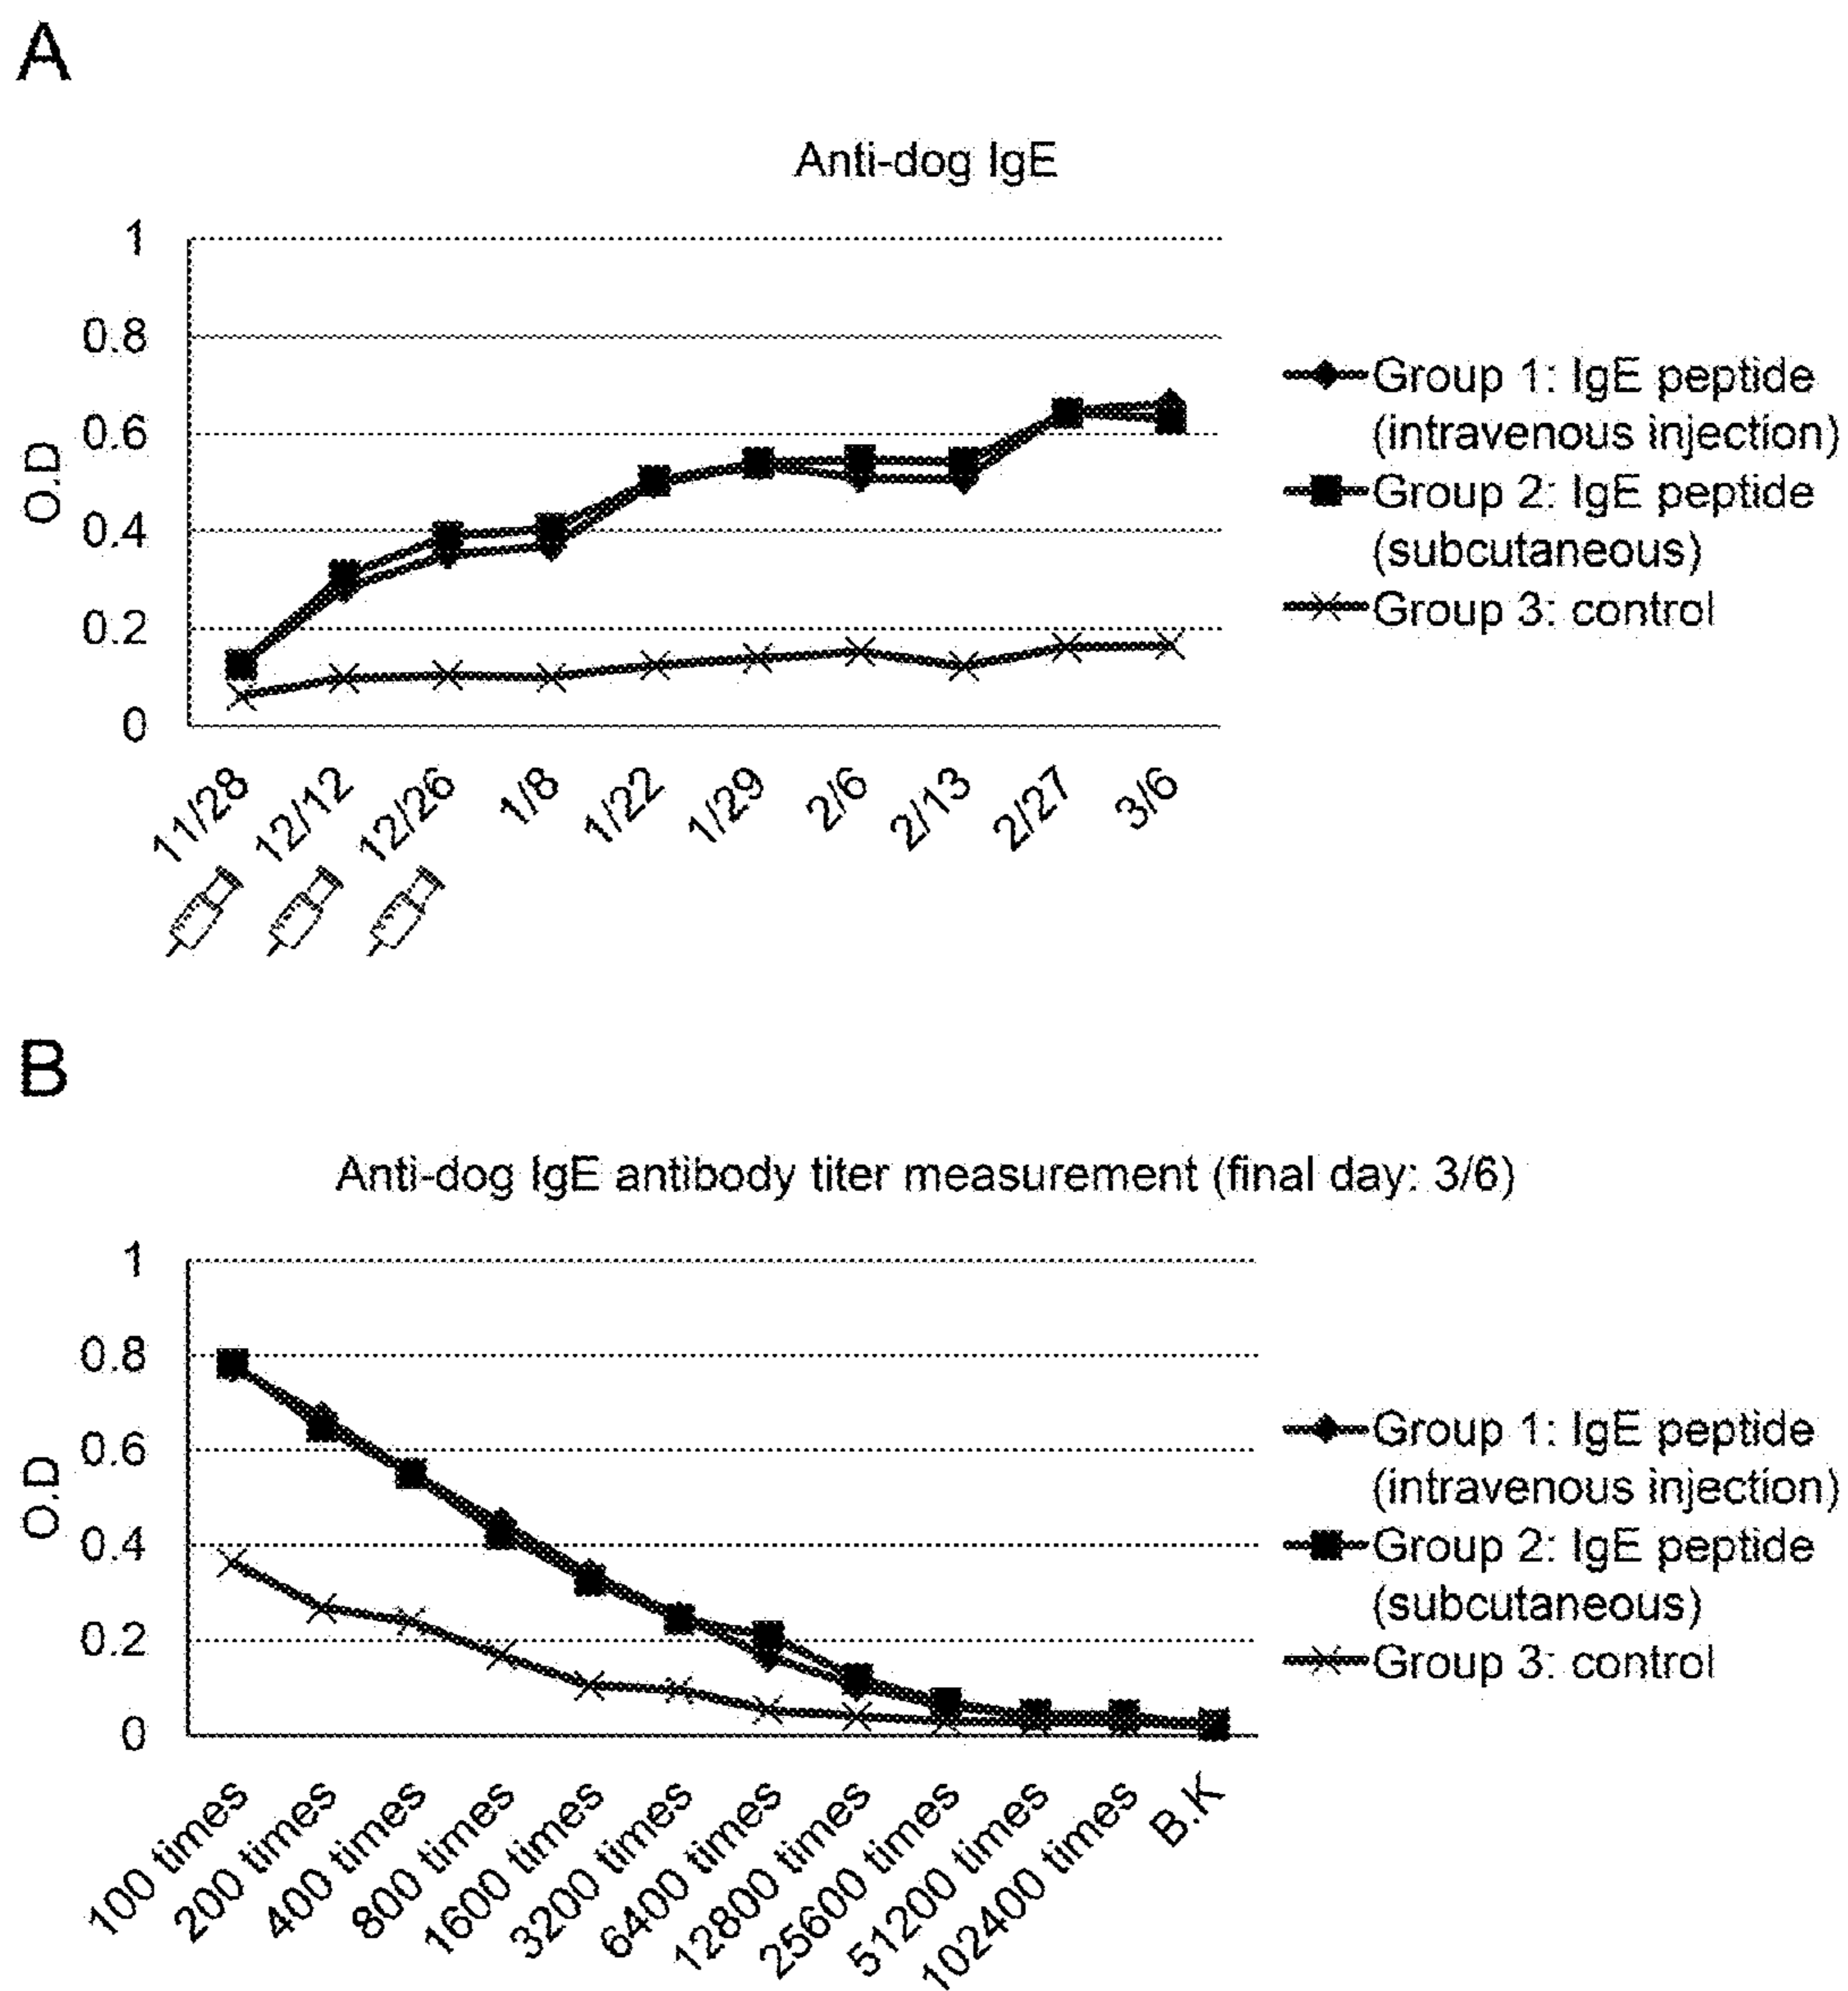 A
Anti-dog IgE
1
0.8
0.6
0.4
0.2
0
O.D
11/28
12/12
12/26
1/8
1/22
1/29
2/6
2/13
2/27
3/6
Group 1: IgE peptide
(intravenous injection)
Group 2: IgE peptide
(subcutaneous)
Group 3: control
B
Anti-dog IgE antibody titer measurement (final day: 3/6)
1
0.8
0.6
0.4
0.2
0
O.D
100 times
200 times
400 times
800 times
1600 times
3200 times
6400 times
12800 times
25600 times
51200 times
102400 times
B.K
Group 1: IgE peptide
(intravenous injection)
Group 2: IgE peptide
(subcutaneous)
Group 3: control